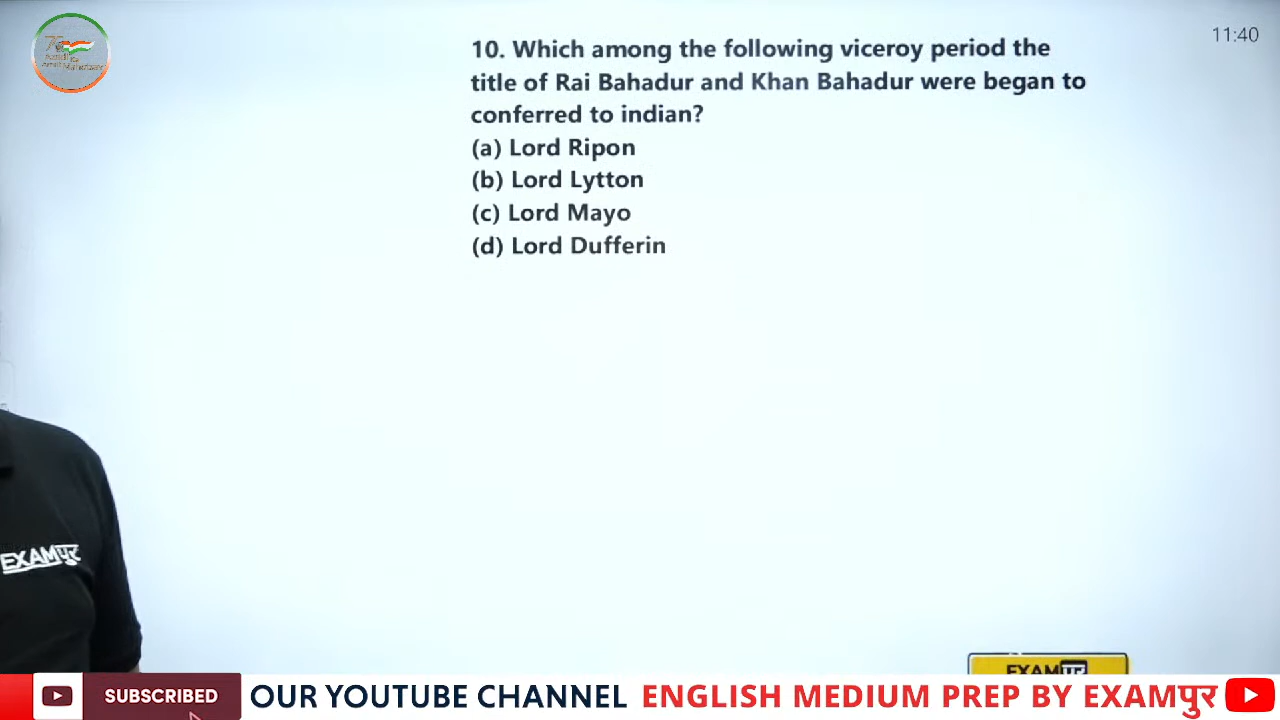 11:40
10. Which among the following viceroy period the
title of Rai Bahadur and Khan Bahadur were began to
conferred to indian?
(a) Lord Ripon
(b) Lord Lytton
(c) Lord Mayo
(d) Lord Dufferin
EXAMपुर
EXAMपुर
SUBSCRIBED
OUR YOUTUBE CHANNEL ENGLISH MEDIUM PREP BY EXAMपुर